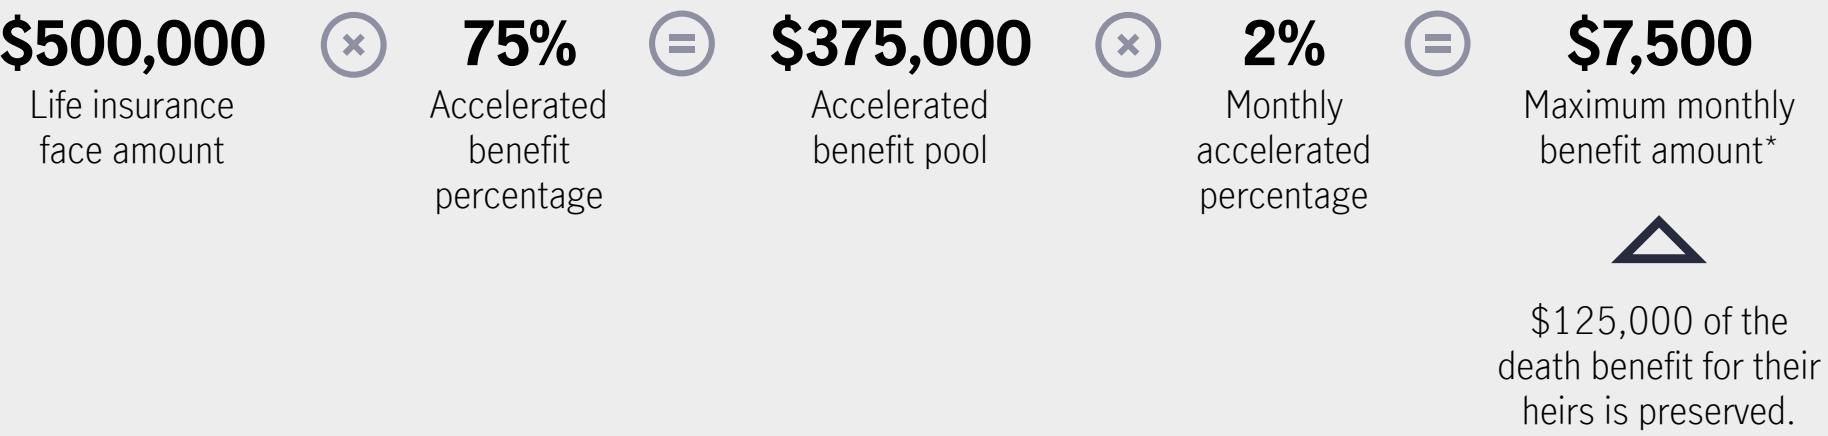 $500,000 × 75% = $375,000 × 2% = $7,500
Life insurance
face amount
Accelerated
benefit
percentage
Accelerated
benefit pool
Monthly
accelerated
percentage
Maximum monthly
benefit amount*
$125,000 of the
death benefit for their
heirs is preserved.